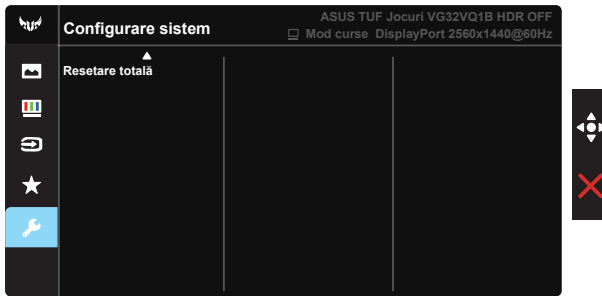 ASUS TUF Jocuri VG32VQ1B HDR OFF
Configurare sistem
Mod curse DisplayPort 2560x1440@60Hz
Resetare totală